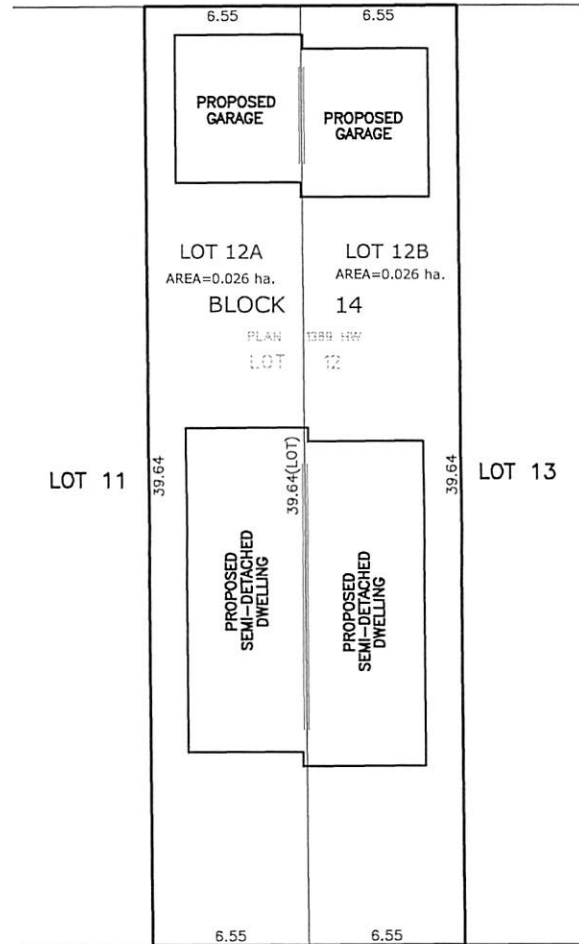 6.55 6.55
PROPOSED
GARAGE
PROPOSED
GARAGE
LOT 12A
AREA=0.026 ha.
LOT 12B
AREA=0.026 ha.
BLOCK 14
PLAN 1389 HW
LOT 12
LOT 11
39.64
39.64(LOT)
39.64
LOT 13
PROPOSED
SEMI-DETACHED
DWELLING
PROPOSED
SEMI-DETACHED
DWELLING
6.55 6.55